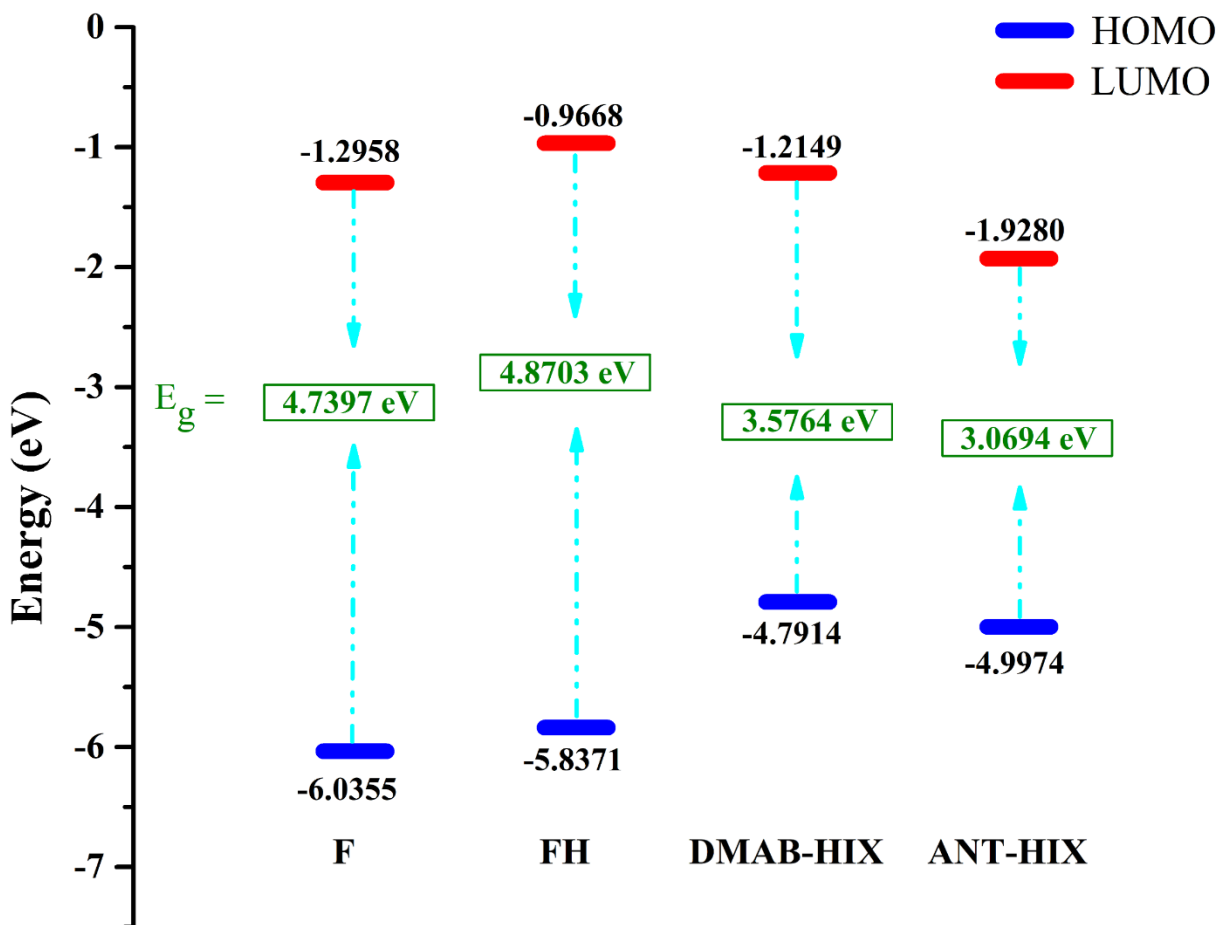 0
HOMO
LUMO
-0.9668
-1
-1.2958
-1.2149
-1.9280
-2
-3
E_g =
4.7397 eV
4.8703 eV
3.5764 eV
3.0694 eV
Energy (eV)
-4
-5
-4.7914
-4.9974
-6
-5.8371
-6.0355
F
FH
DMAB-HIX
ANT-HIX
-7